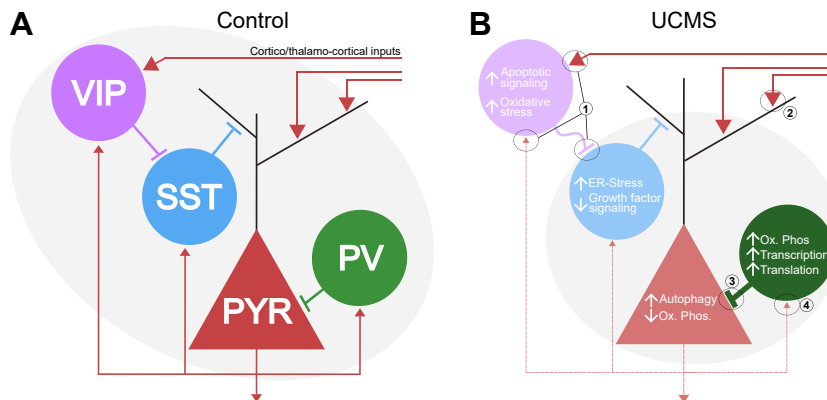 A
Control
Cortico/thalamo-cortical inputs
VIP
SST
PV
PYR
B
UCMS
↑ Apoptotic
signaling
↑ Oxidative
stress
1
2
↑ER-Stress
↓ Growth factor
signaling
↑Ox. Phos
↑Transcription
↑Translation
3
4
↑Autophagy
↓Ox. Phos.